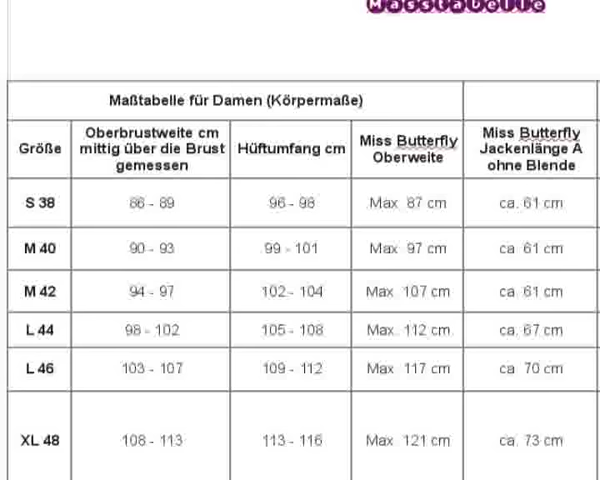 Masstabelle
Maßtabelle für Damen (Körpermaße)
Größe
Oberbrustweite cm
mittig über die Brust
gemessen
Hüftumfang cm
Miss Butterfly
Oberweite
Miss Butterfly
Jackenlänge A
ohne Blende
S 38 86 - 89 96 - 98 Max 87 cm ca. 61 cm
M 40 90 - 93 99 - 101 Max 97 cm ca 61 cm
M 42 94 - 97 102 - 104 Max 107 cm ca. 61 cm
L 44 98 - 102 105 - 108 Max. 112 cm ca. 67 cm
L 46 103 - 107 109 - 112 Max 117 cm ca 70 cm
XL 48 108 - 113 113 - 116 Max 121 cm ca. 73 cm